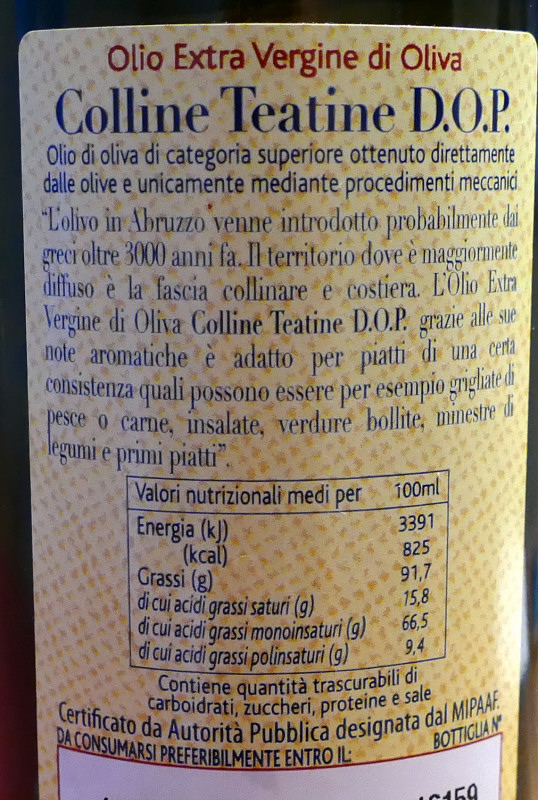 Olio Extra Vergine di Oliva
Colline Teatine D.O.P.
Olio di oliva di categoria superiore ottenuto direttamente
dalle olive e unicamente mediante procedimenti meccanici
“L'olivo in Abruzzo venne introdotto probabilmente dai
greci oltre 3000 anni fa. Il territorio dove è maggiormente
diffuso è la fascia collinare e costiera. L'Olio Extra
Vergine di Oliva Colline Teatine D.O.P. grazie alle sue
note aromatiche è adatto per piatti di una certa
consistenza quali possono essere per esempio grigliate di
pesce o carne, insalate, verdure bollite, minestre di
legumi e primi piatti”.
Valori nutrizionali medi per 100ml
Energia (kJ) 3391
(kcal) 825
Grassi (g) 91,7
di cui acidi grassi saturi (g) 15,8
di cui acidi grassi monoinsaturi (g) 66,5
di cui acidi grassi polinsaturi (g) 9,4
Contiene quantità trascurabili di
carboidrati, zuccheri, proteine e sale
Certificato da Autorità Pubblica designata dal MIPAAF.
DA CONSUMARSI PREFERIBILMENTE ENTRO IL: BOTTIGLIA N°